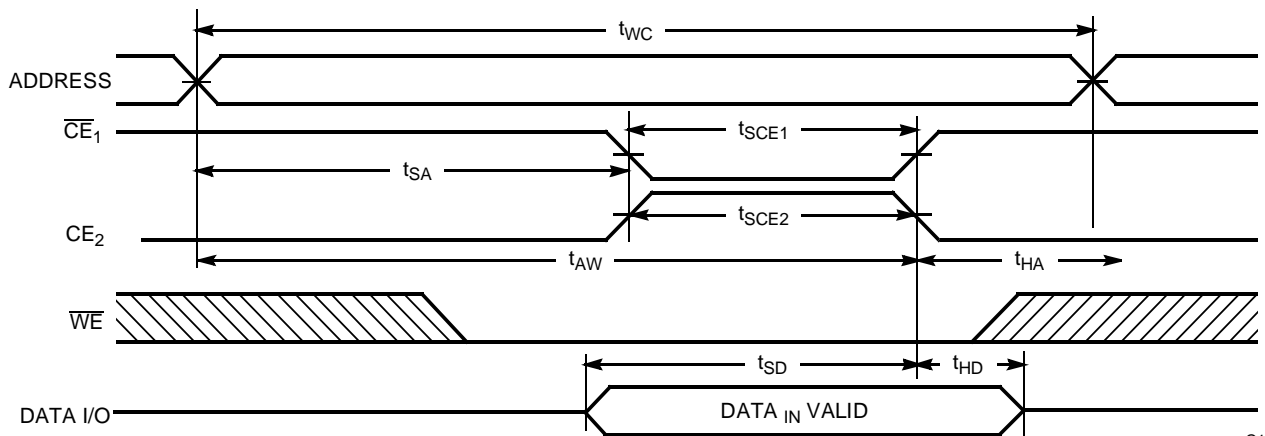 tWC
ADDRESS
CE1
tSCE1
tSA
tSCE2
CE2
tAW
tHA
WE
tSD
tHD
DATA I/O
DATA IN VALID